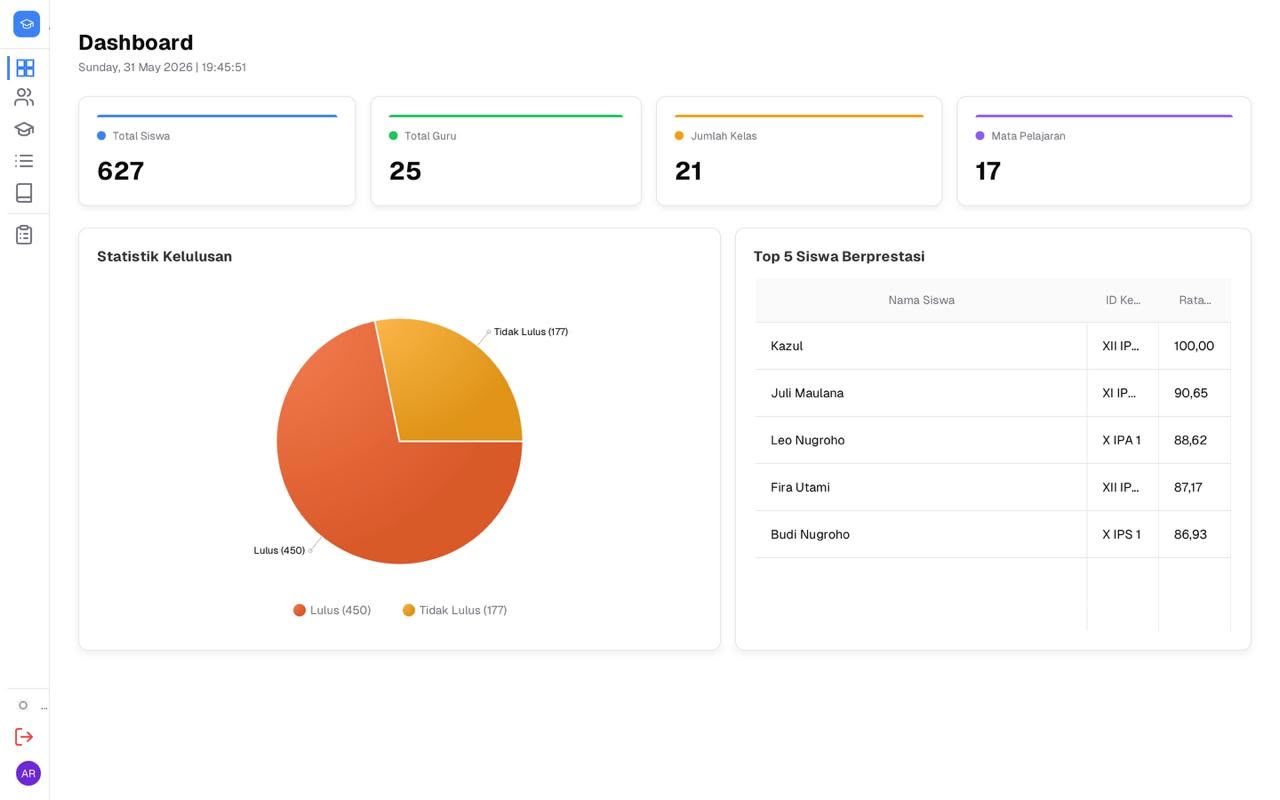 Dashboard
Sunday, 31 May 2026 | 19:45:51
Total Siswa
627
Total Guru
25
Jumlah Kelas
21
Mata Pelajaran
17
Statistik Kelulusan
Tidak Lulus (177)
Lulus (450)
Lulus (450) Tidak Lulus (177)
Top 5 Siswa Berprestasi
Nama Siswa ID Ke... Rata...
Kazul XII IP... 100,00
Juli Maulana XI IP... 90,65
Leo Nugroho X IPA 1 88,62
Fira Utami XII IP... 87,17
Budi Nugroho X IPS 1 86,93
...
AR